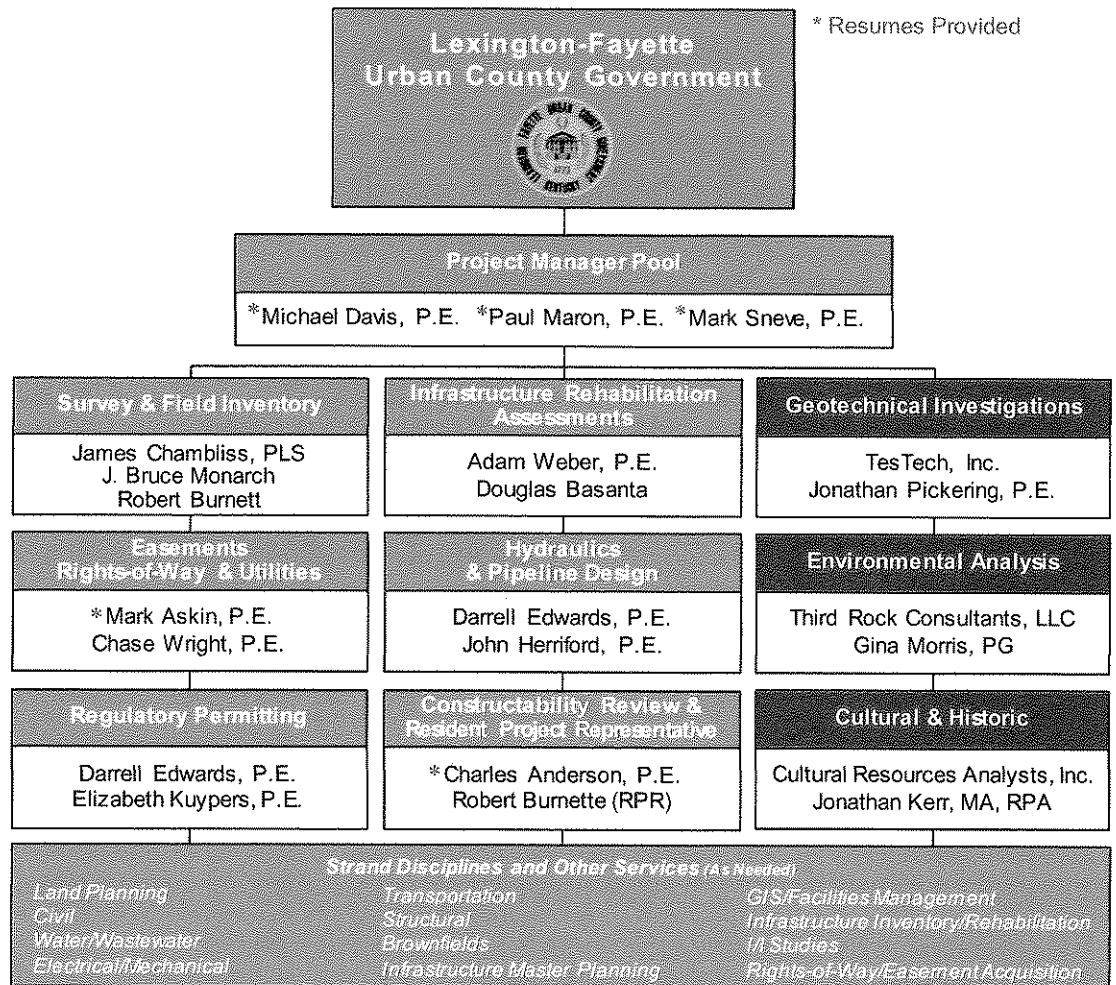 * Resumes Provided
Lexington-Fayette
Urban County Government
LEXINGTON FAYETTE URBAN COUNTY GOVERNMENT
KENTUCKY
Project Manager Pool
*Michael Davis, P.E. *Paul Maron, P.E. *Mark Sneve, P.E.
Survey & Field Inventory
James Chambliss, PLS
J. Bruce Monarch
Robert Burnett
Infrastructure Rehabilitation
Assessments
Adam Weber, P.E.
Douglas Basanta
Geotechnical Investigations
TesTech, Inc.
Jonathan Pickering, P.E.
Easements
Rights-of-Way & Utilities
*Mark Askin, P.E.
Chase Wright, P.E.
Hydraulics
& Pipeline Design
Darrell Edwards, P.E.
John Herriford, P.E.
Environmental Analysis
Third Rock Consultants, LLC
Gina Morris, PG
Regulatory Permitting
Darrell Edwards, P.E.
Elizabeth Kuypers, P.E.
Constructability Review &
Resident Project Representative
*Charles Anderson, P.E.
Robert Burnette (RPR)
Cultural & Historic
Cultural Resources Analysts, Inc.
Jonathan Kerr, MA, RPA
Strand Disciplines and Other Services (As Needed)
Land Planning
Civil
Water/Wastewater
Electrical/Mechanical
Transportation
Structural
Brownfields
Infrastructure Master Planning
GIS/Facilities Management
Infrastructure Inventory/Rehabilitation
I/I Studies
Rights-of-Way/Easement Acquisition